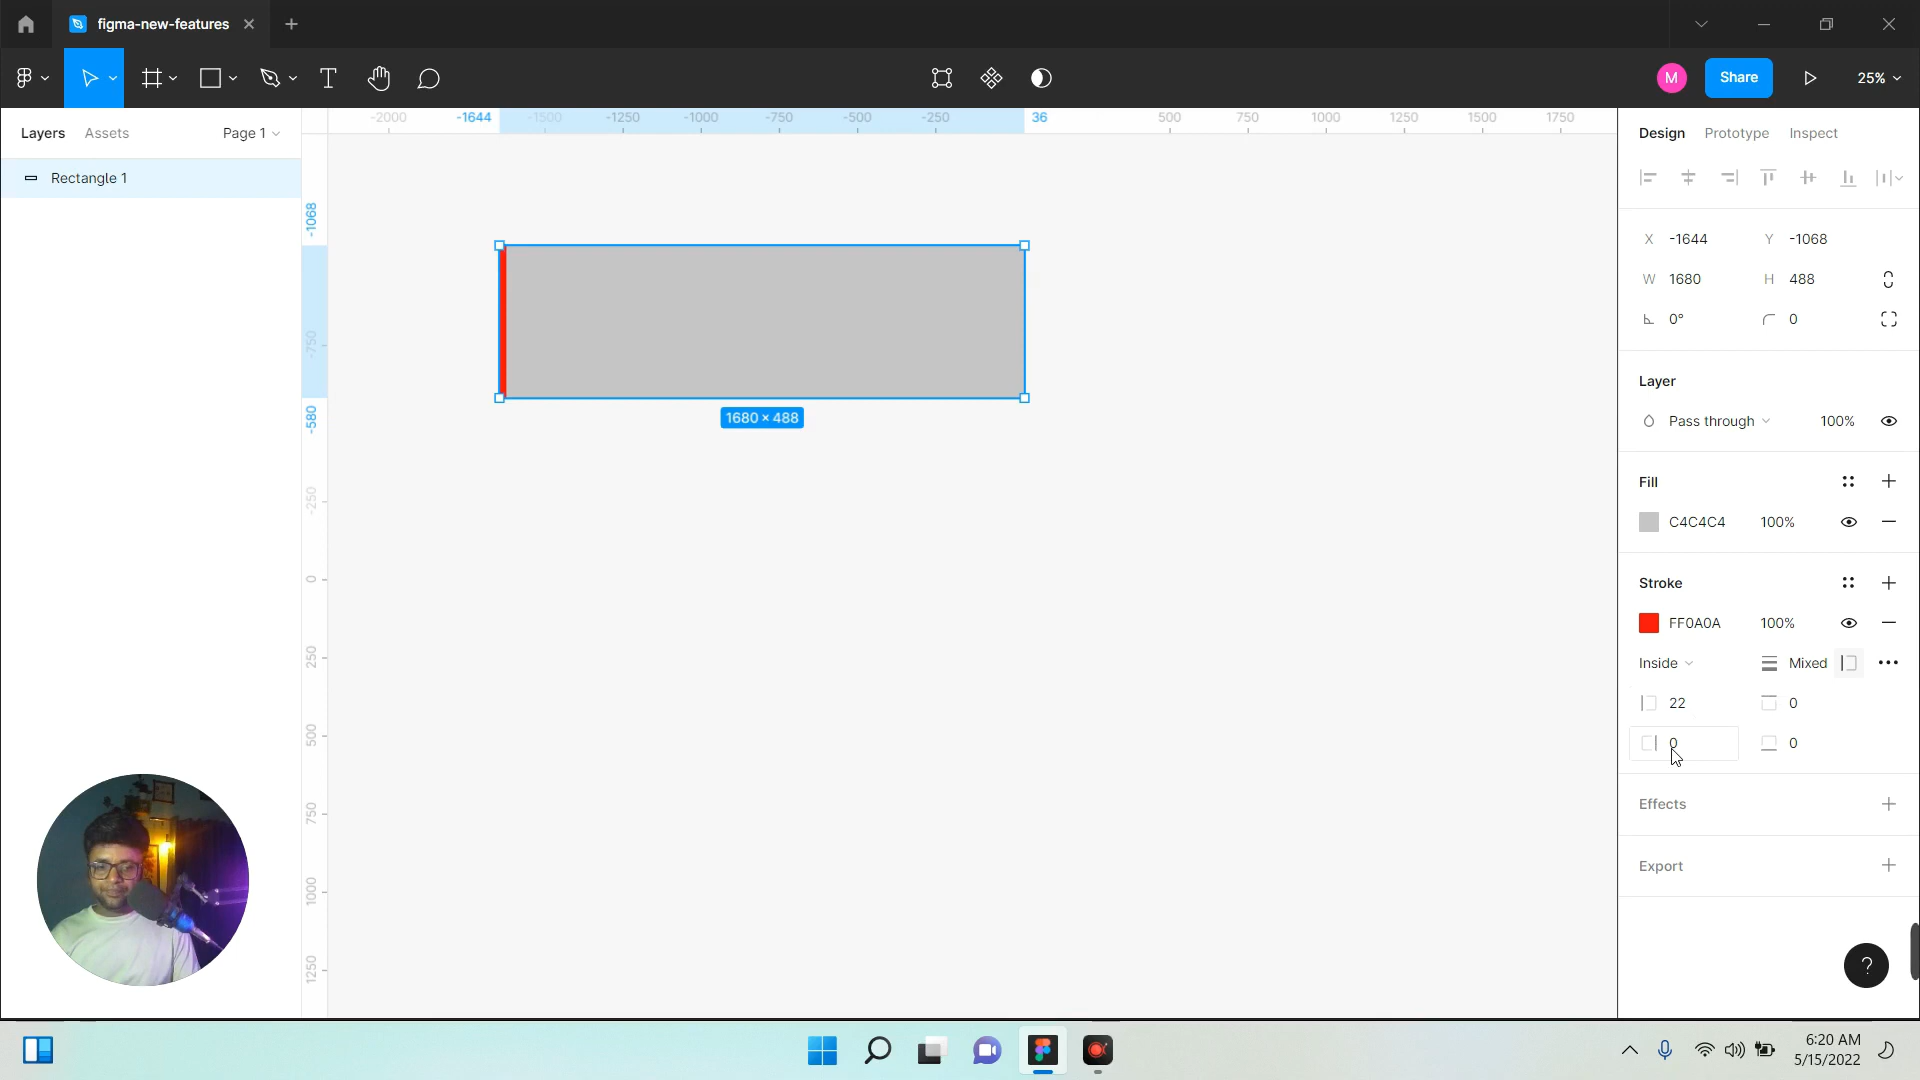 figma-new-features
M
Share
25%
Layers
Assets
Page 1
Rectangle 1
-2000
-1644
-1500
-1250
-1000
-750
-500
-250
36
500
750
1000
1250
1500
1750
-1068
-750
-580
-250
0
250
500
750
1000
1250
1680 × 488
Design
Prototype
Inspect
X -1644
Y -1068
W 1680
H 488
0°
0
Layer
Pass through
100%
Fill
C4C4C4
100%
Stroke
FF0A0A
100%
Inside
Mixed
22
0
0
0
Effects
Export
?
6:20 AM
5/15/2022